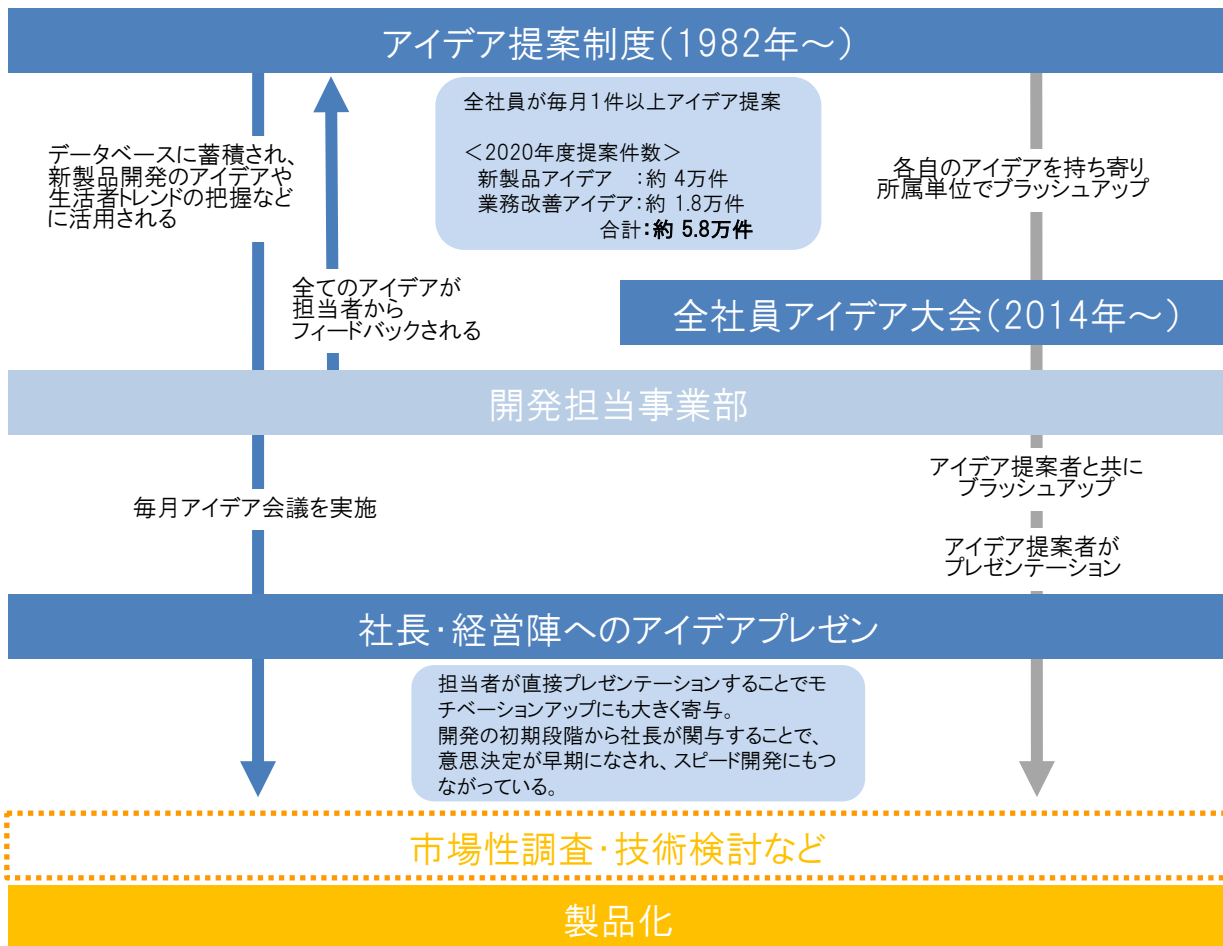 アイデア提案制度(1982年～)
全社員が毎月1件以上アイデア提案
＜2020年度提案件数＞
新製品アイデア　：約 4万件
業務改善アイデア：約 1.8万件
合計：約 5.8万件
データベースに蓄積され、
新製品開発のアイデアや
生活者トレンドの把握など
に活用される
各自のアイデアを持ち寄り
所属単位でブラッシュアップ
全てのアイデアが
担当者から
フィードバックされる
全社員アイデア大会(2014年～)
開発担当事業部
毎月アイデア会議を実施
アイデア提案者と共に
ブラッシュアップ
アイデア提案者が
プレゼンテーション
社長・経営陣へのアイデアプレゼン
担当者が直接プレゼンテーションすることでモ
チベーションアップにも大きく寄与。
開発の初期段階から社長が関与することで、
意思決定が早期になされ、スピード開発にもつ
ながっている。
市場性調査・技術検討など
製品化